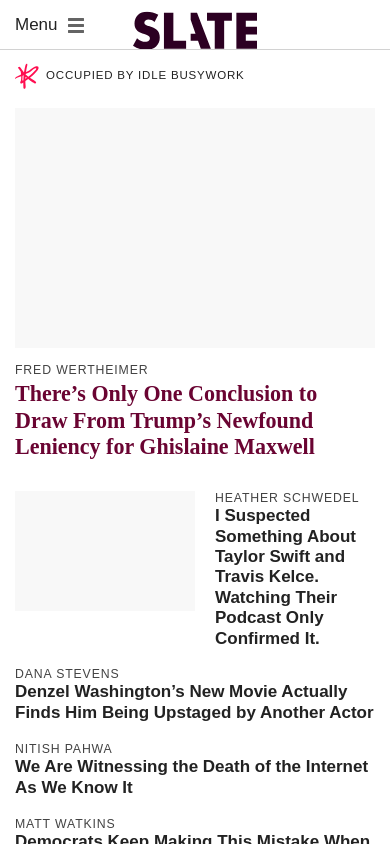 Menu
SLATE
OCCUPIED BY IDLE BUSYWORK
FRED WERTHEIMER
There’s Only One Conclusion to
Draw From Trump’s Newfound
Leniency for Ghislaine Maxwell
HEATHER SCHWEDEL
I Suspected
Something About
Taylor Swift and
Travis Kelce.
Watching Their
Podcast Only
Confirmed It.
DANA STEVENS
Denzel Washington’s New Movie Actually
Finds Him Being Upstaged by Another Actor
NITISH PAHWA
We Are Witnessing the Death of the Internet
As We Know It
MATT WATKINS
Democrats Keep Making This Mistake When